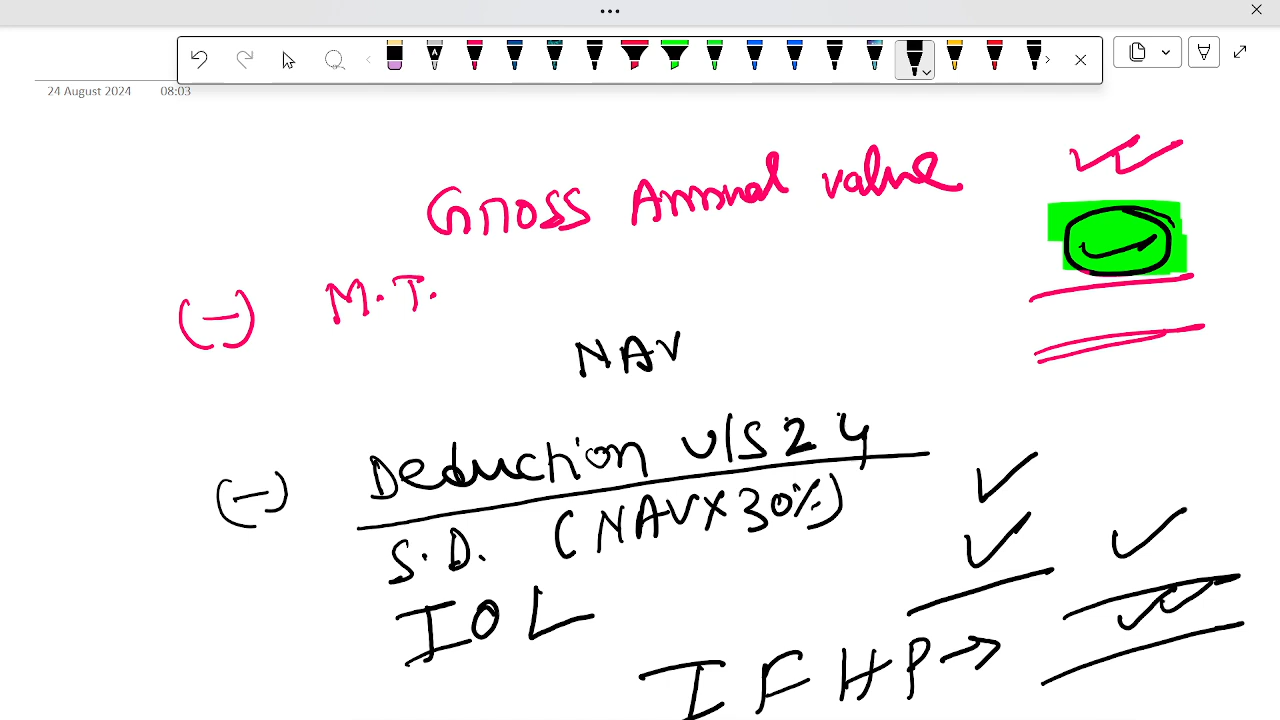 24 August 2024 08:03
Gross Annual value
(-) M.T.
NAV
(-) Deduction U/S 24
S.D. (NAV X 30%)
IOL
IFHP →